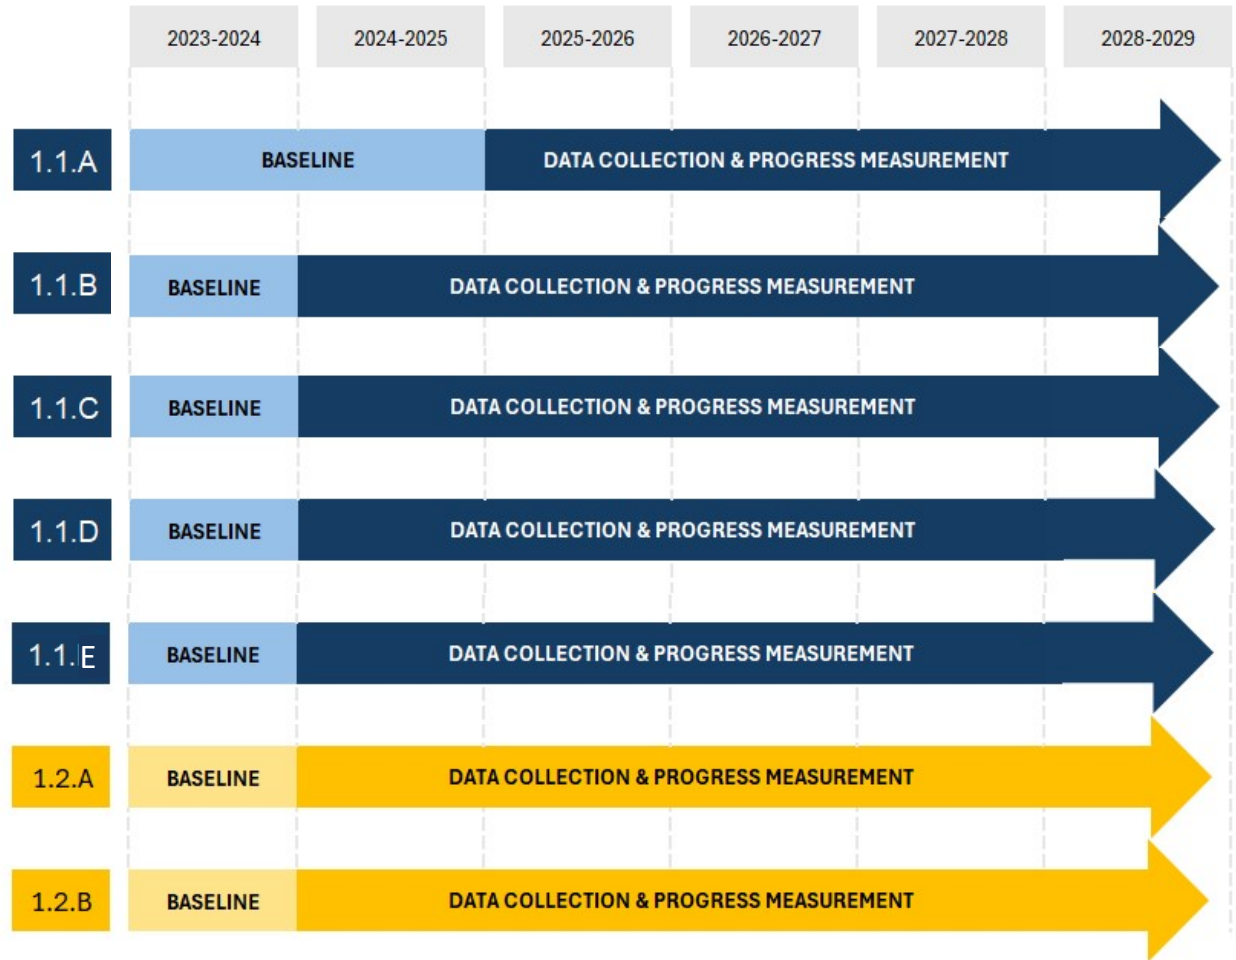 2023-2024 2024-2025 2025-2026 2026-2027 2027-2028 2028-2029
1.1.A BASELINE DATA COLLECTION & PROGRESS MEASUREMENT
1.1.B BASELINE DATA COLLECTION & PROGRESS MEASUREMENT
1.1.C BASELINE DATA COLLECTION & PROGRESS MEASUREMENT
1.1.D BASELINE DATA COLLECTION & PROGRESS MEASUREMENT
1.1.E BASELINE DATA COLLECTION & PROGRESS MEASUREMENT
1.2.A BASELINE DATA COLLECTION & PROGRESS MEASUREMENT
1.2.B BASELINE DATA COLLECTION & PROGRESS MEASUREMENT